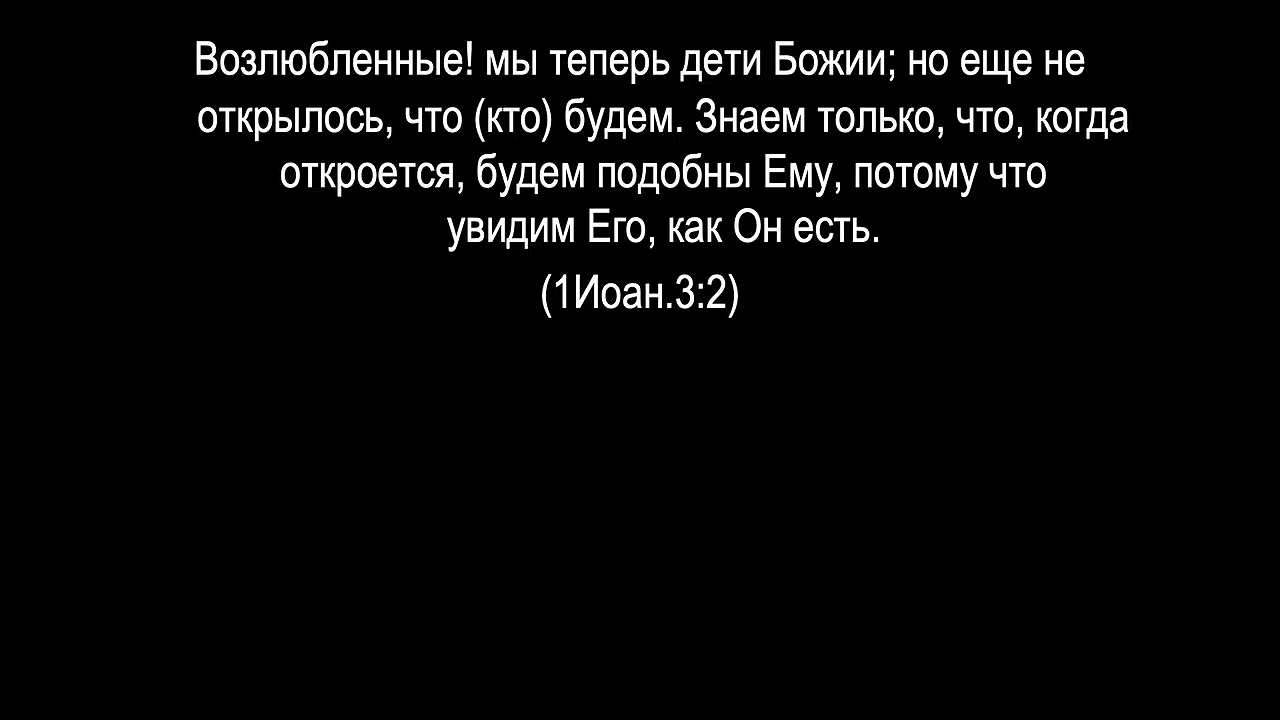 Возлюбленные! мы теперь дети Божии; но еще не
открылось, что (кто) будем. Знаем только, что, когда
откроется, будем подобны Ему, потому что
увидим Его, как Он есть.
(1Иоан.3:2)